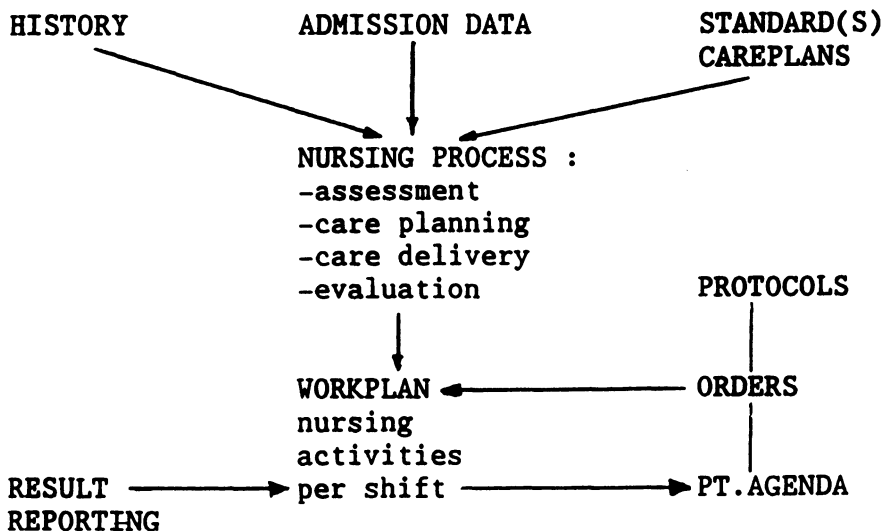 HISTORY
ADMISSION DATA
STANDARD(S)
CAREPLANS
NURSING PROCESS :
-assessment
-care planning
-care delivery
-evaluation
PROTOCOLS
WORKPLAN
nursing
activities
per shift
ORDERS
RESULT
REPORTING
PT.AGENDA